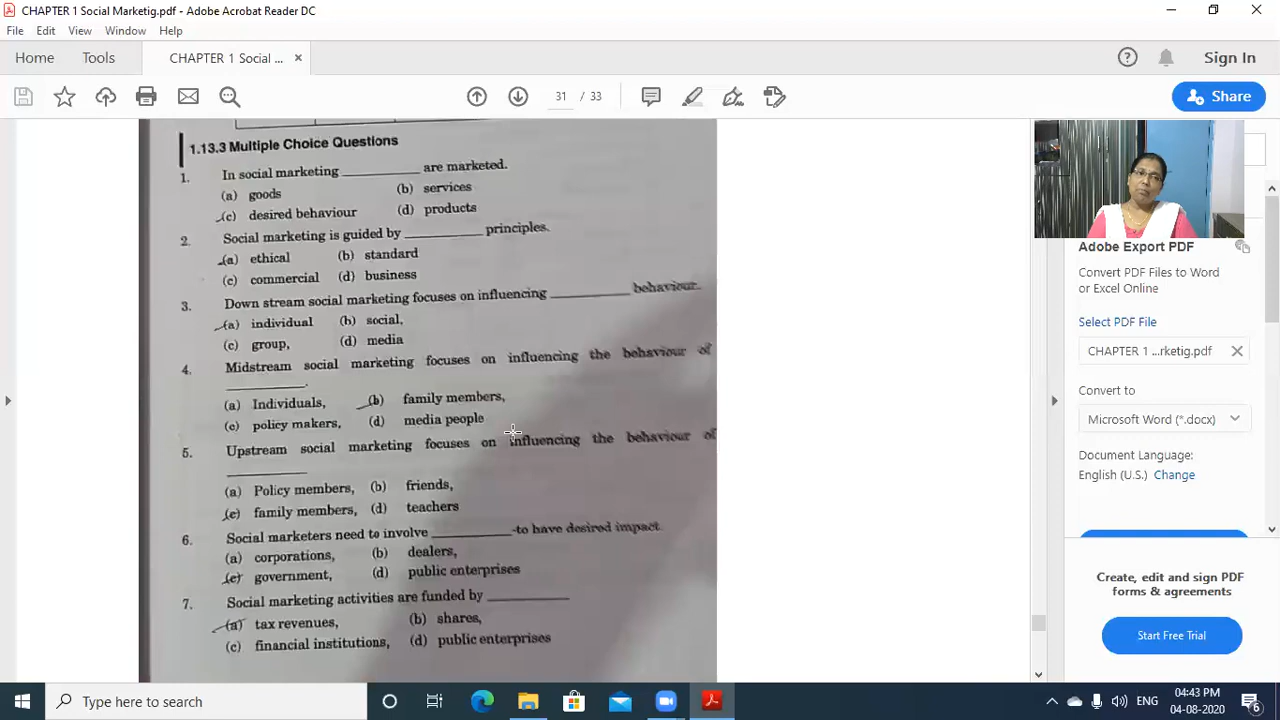 CHAPTER 1 Social Marketig.pdf - Adobe Acrobat Reader DC
File Edit View Window Help
Home Tools CHAPTER 1 Social ... ×
Sign In
31 / 33
Share
1.13.3 Multiple Choice Questions
1. In social marketing __________ are marketed.
(a) goods (b) services
(c) desired behaviour (d) products
2. Social marketing is guided by __________ principles.
(a) ethical (b) standard
(c) commercial (d) business
3. Down stream social marketing focuses on influencing __________ behaviour.
(a) individual (b) social,
(c) group, (d) media
4. Midstream social marketing focuses on influencing the behaviour of
__________.
(a) Individuals, (b) family members,
(c) policy makers, (d) media people
5. Upstream social marketing focuses on influencing the behaviour of
__________
(a) Policy members, (b) friends,
(c) family members, (d) teachers
6. Social marketers need to involve __________-to have desired impact.
(a) corporations, (b) dealers,
(c) government, (d) public enterprises
7. Social marketing activities are funded by __________
(a) tax revenues, (b) shares,
(c) financial institutions, (d) public enterprises
Adobe Export PDF
Convert PDF Files to Word
or Excel Online
Select PDF File
CHAPTER 1 ...rketig.pdf ×
Convert to
Microsoft Word (*.docx)
Document Language:
English (U.S.) Change
Create, edit and sign PDF
forms & agreements
Start Free Trial
Type here to search
ENG
04:43 PM
04-08-2020
6